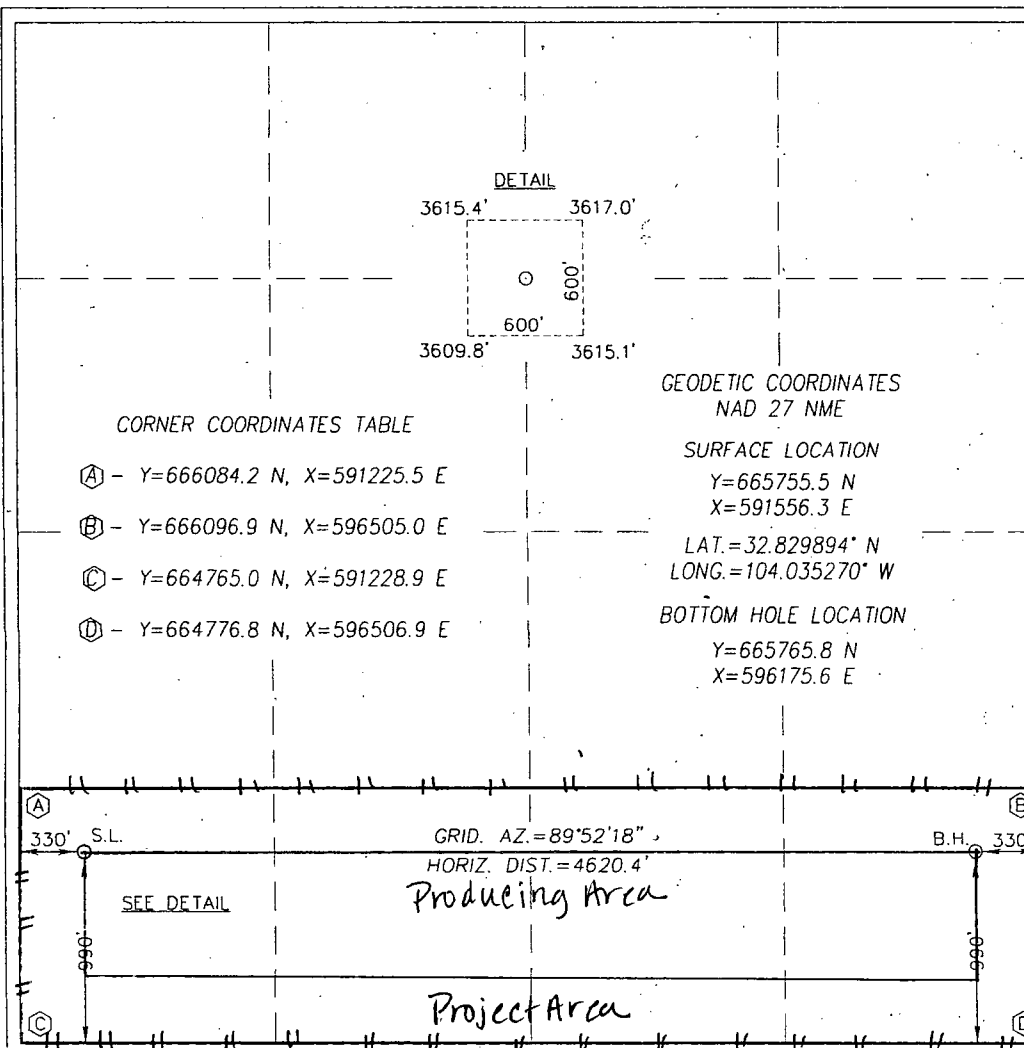 DETAIL
3615.4' 3617.0'
600'
600'
3609.8' 3615.1'
GEODETIC COORDINATES
NAD 27 NME
CORNER COORDINATES TABLE
SURFACE LOCATION
A - Y=666084.2 N, X=591225.5 E
Y=665755.5 N
X=591556.3 E
B - Y=666096.9 N, X=596505.0 E
LAT.=32.829894° N
LONG.=104.035270° W
C - Y=664765.0 N, X=591228.9 E
BOTTOM HOLE LOCATION
D - Y=664776.8 N, X=596506.9 E
Y=665765.8 N
X=596175.6 E
A B
330' S.L. GRID. AZ.=89°52'18" B.H. 330'
HORIZ. DIST.=4620.4'
Producing Area
SEE DETAIL
990' 990'
Project Area
C D